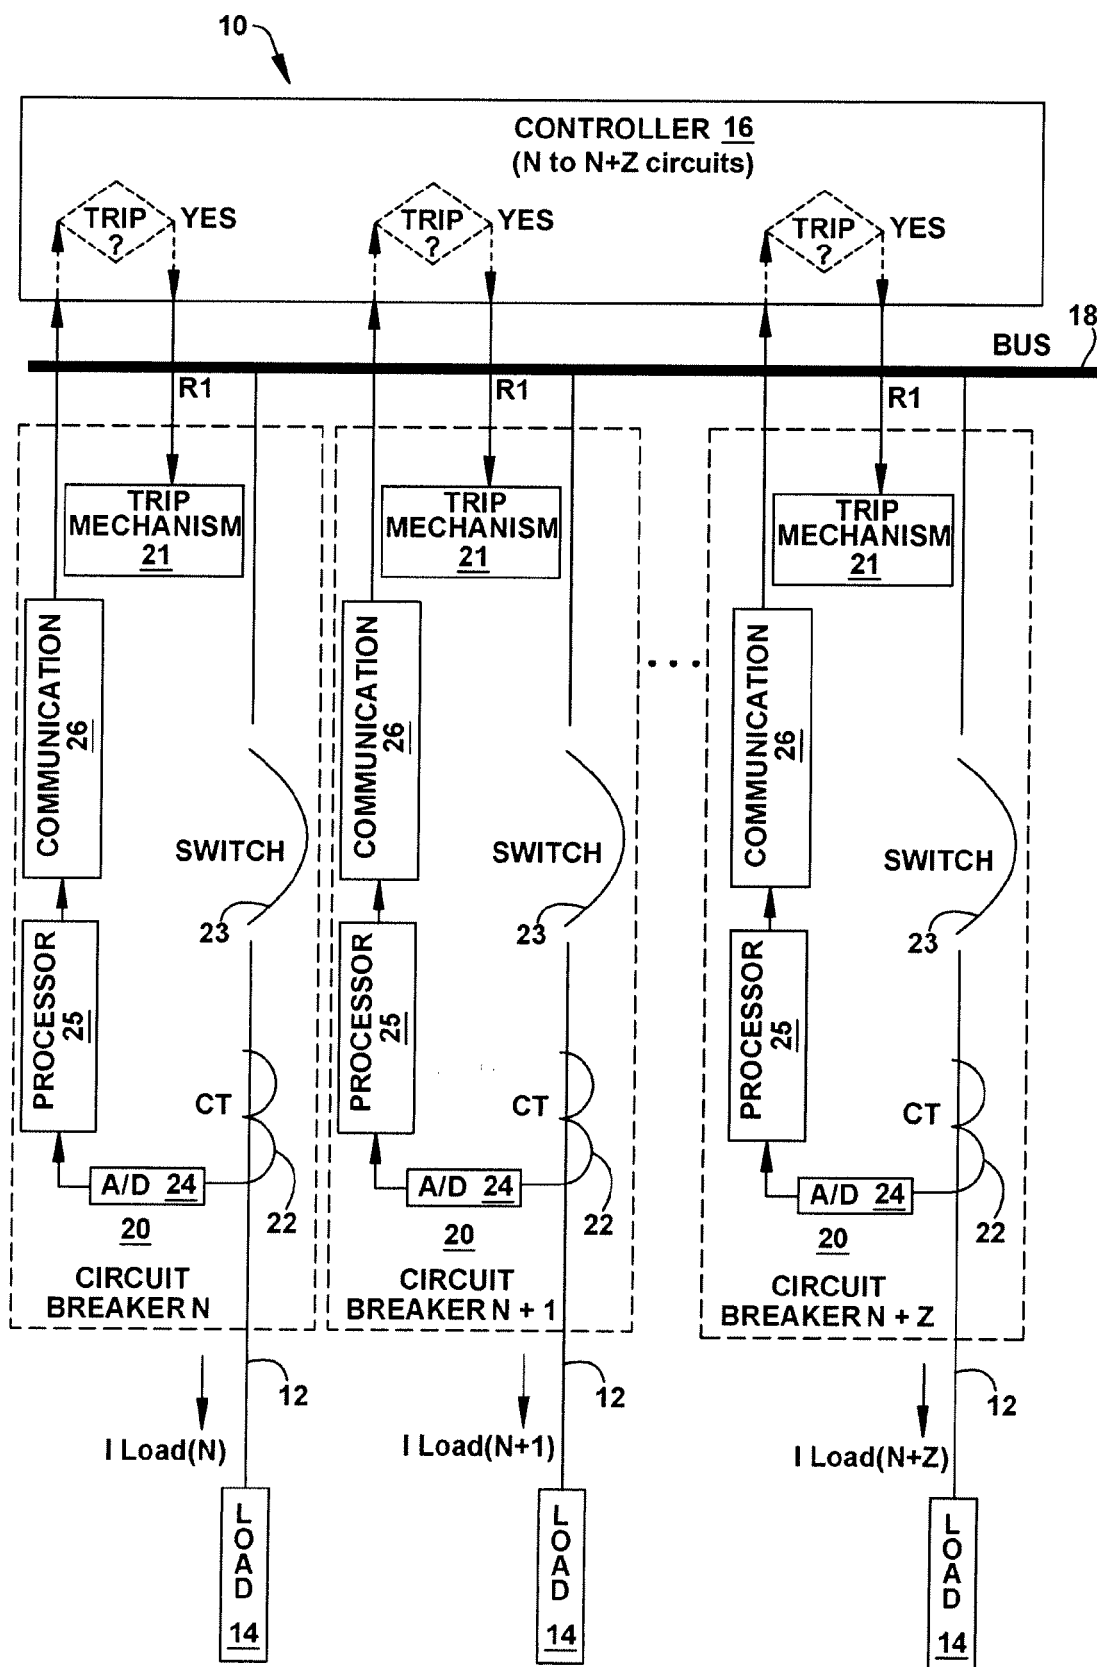 10
CONTROLLER 16
(N to N+Z circuits)
TRIP
?
YES
TRIP
?
YES
TRIP
?
YES
BUS
18
R1
R1
R1
TRIP
MECHANISM
21
COMMUNICATION
26
SWITCH
23
PROCESSOR
25
CT
A/D 24
22
20
CIRCUIT
BREAKER N
TRIP
MECHANISM
21
COMMUNICATION
26
SWITCH
23
PROCESSOR
25
CT
A/D 24
22
20
CIRCUIT
BREAKER N + 1
TRIP
MECHANISM
21
COMMUNICATION
26
SWITCH
23
PROCESSOR
25
CT
A/D 24
22
20
CIRCUIT
BREAKER N + Z
12
I Load(N)
LOAD
14
12
I Load(N+1)
LOAD
14
12
I Load(N+Z)
LOAD
14